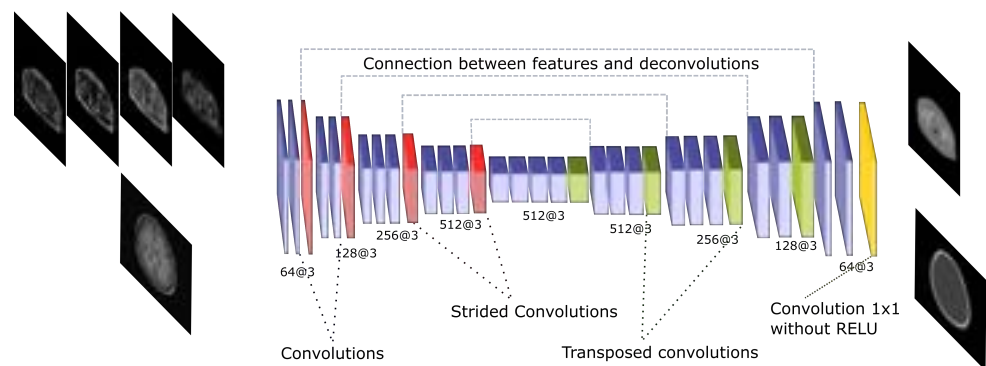 Connection between features and deconvolutions
64@3
128@3
256@3
512@3
512@3
512@3
256@3
128@3
64@3
Strided Convolutions
Convolution 1x1
without RELU
Convolutions
Transposed convolutions